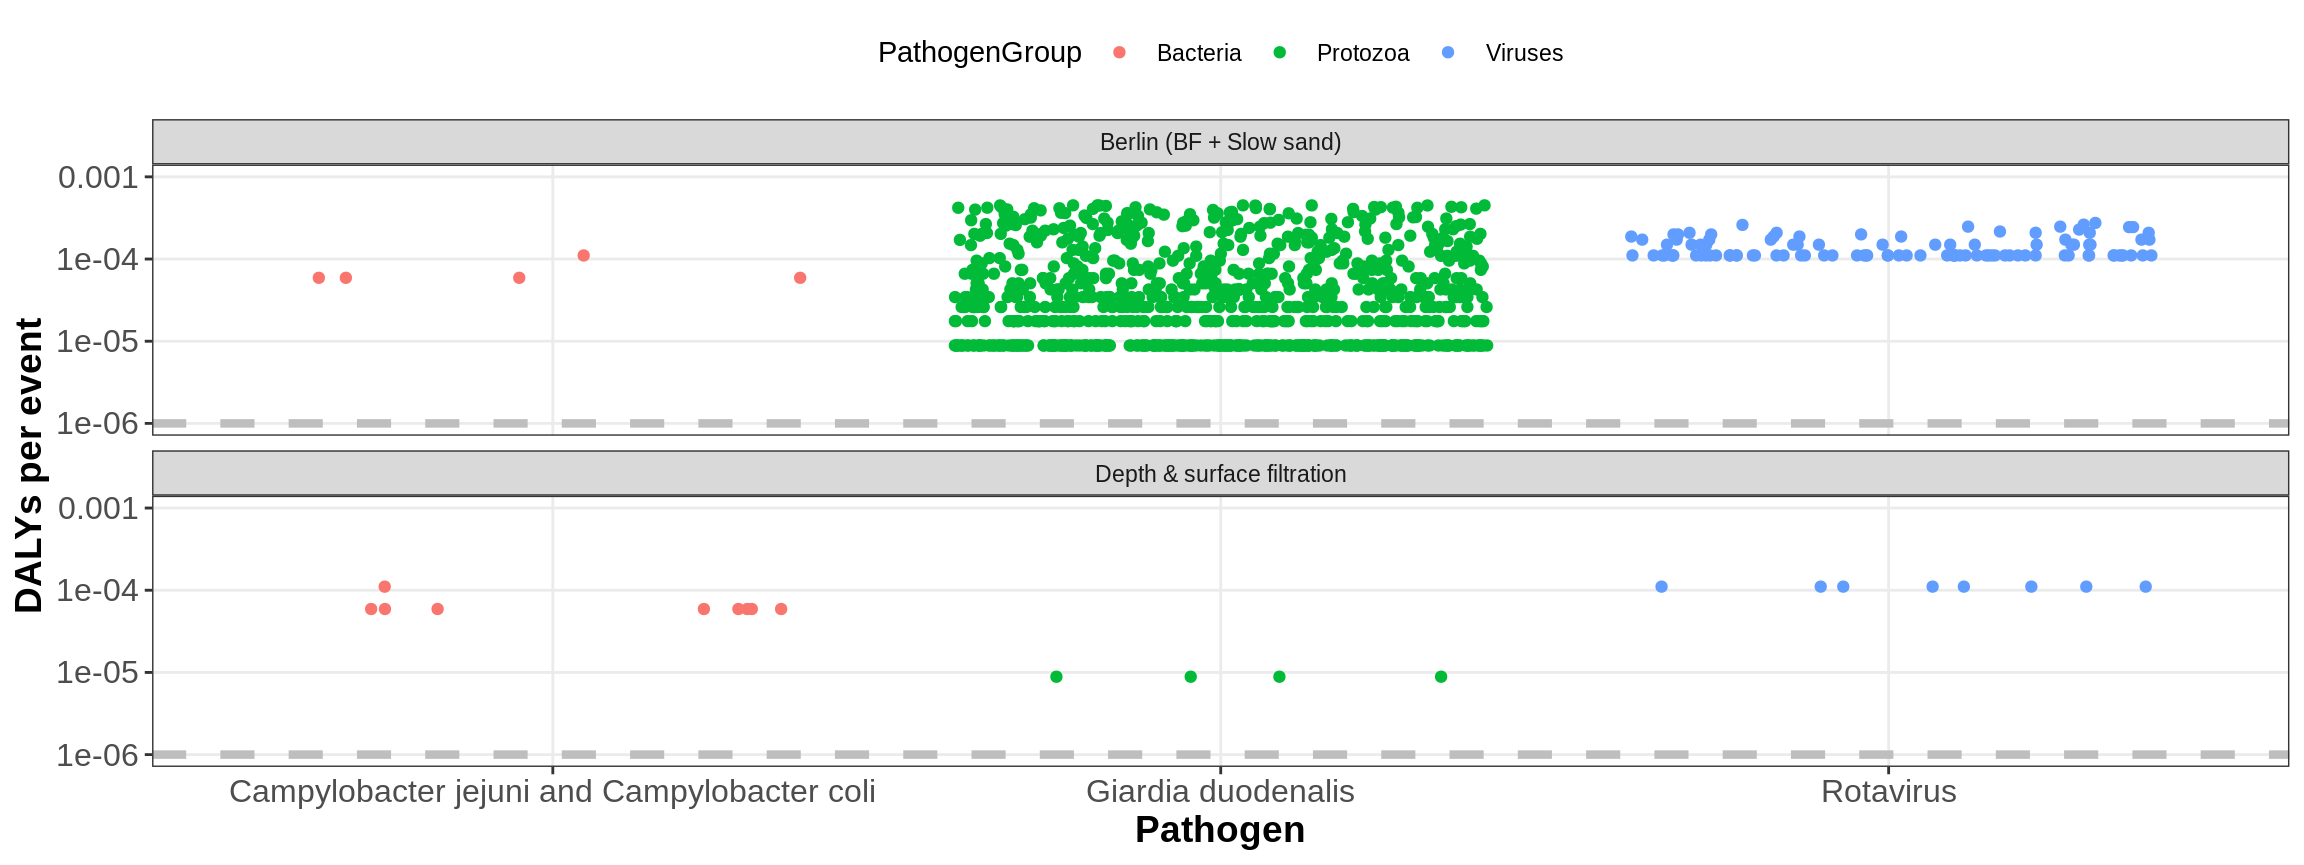 PathogenGroup Bacteria Protozoa Viruses
Berlin (BF + Slow sand)
0.001
1e-04
1e-05
1e-06
Depth & surface filtration
0.001
1e-04
1e-05
1e-06
DALYs per event
Campylobacter jejuni and Campylobacter coli Giardia duodenalis Rotavirus
Pathogen